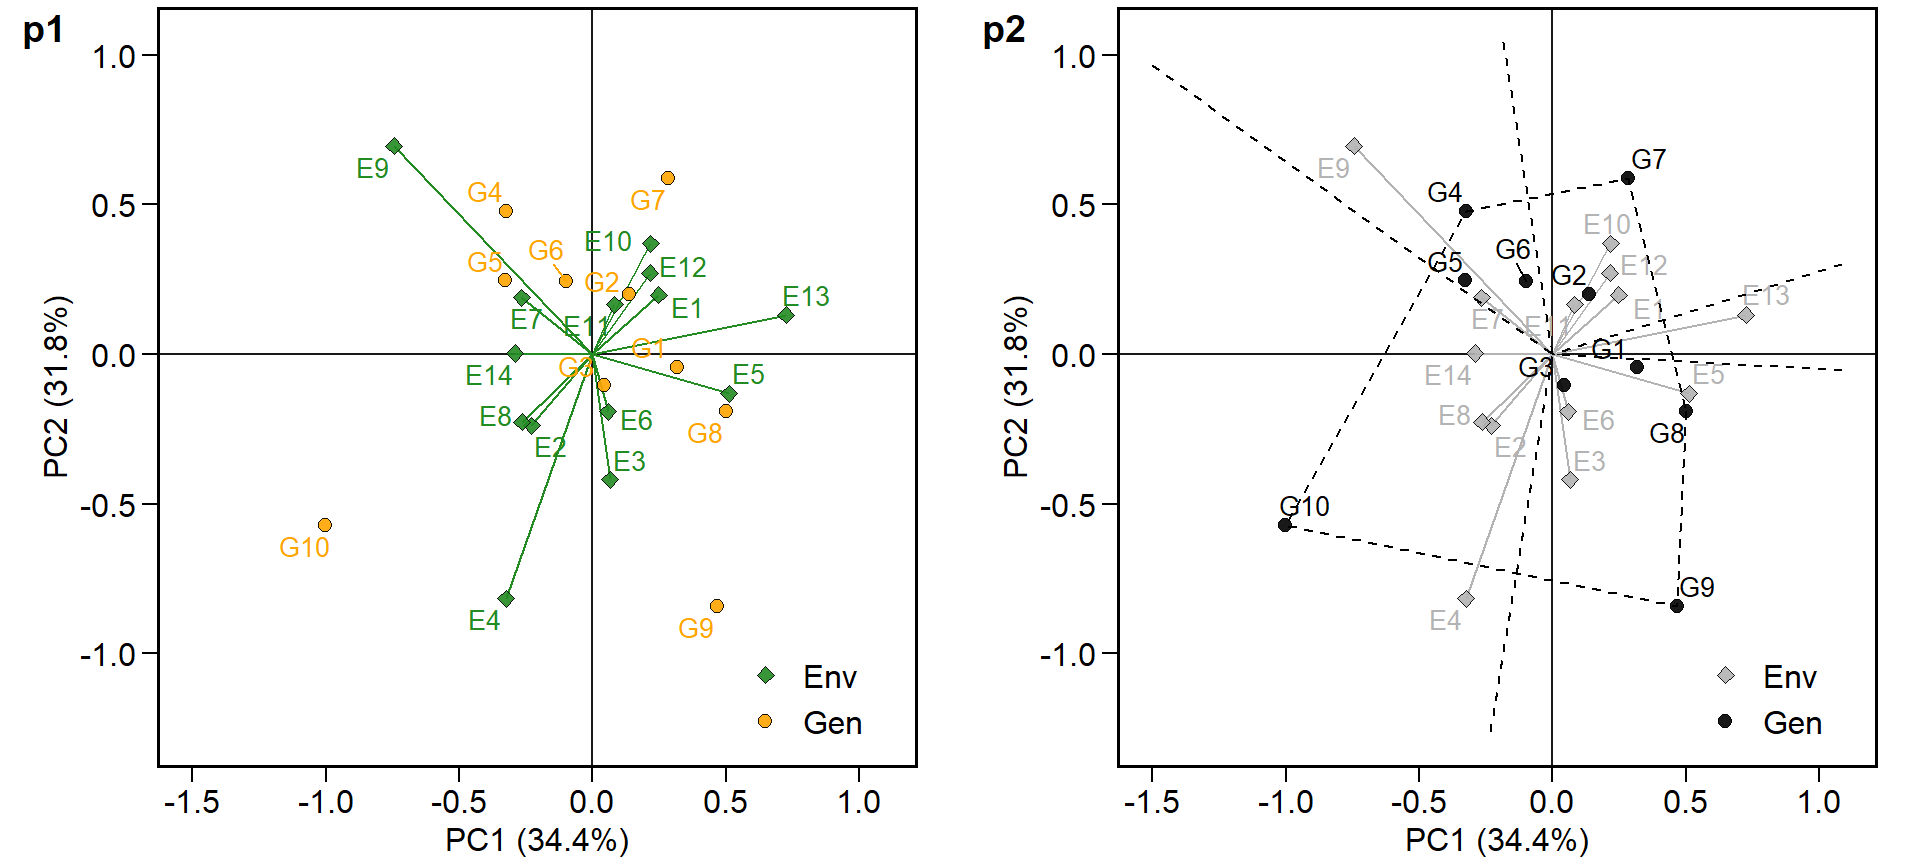 p1
1.0
0.5
0.0
-0.5
-1.0
PC2 (31.8%)
E9
G4
G7
G6
E10
G5
G2
E12
E7
E11
E1
E13
G1
E14
G3
E5
E8
E6
G8
E2
E3
G10
E4
G9
Env
Gen
-1.5 -1.0 -0.5 0.0 0.5 1.0
PC1 (34.4%)
p2
1.0
0.5
0.0
-0.5
-1.0
PC2 (31.8%)
E9
G4
G7
G6
E10
G5
G2
E12
E7
E11
E1
E13
G1
E14
G3
E5
E8
E6
G8
E2
E3
G10
E4
G9
Env
Gen
-1.5 -1.0 -0.5 0.0 0.5 1.0
PC1 (34.4%)